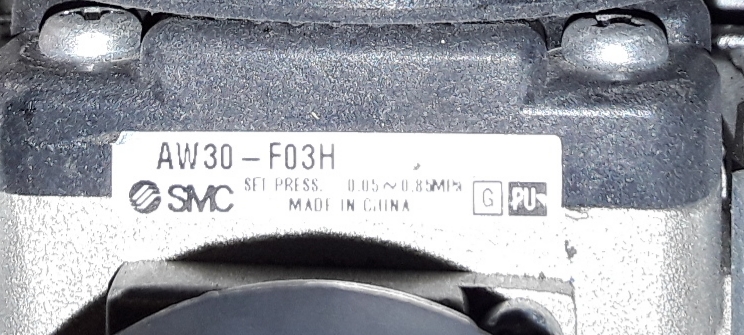 AW30-F03H
SMC SET PRESS. 0.05~0.85MPa G PU
MADE IN CHINA